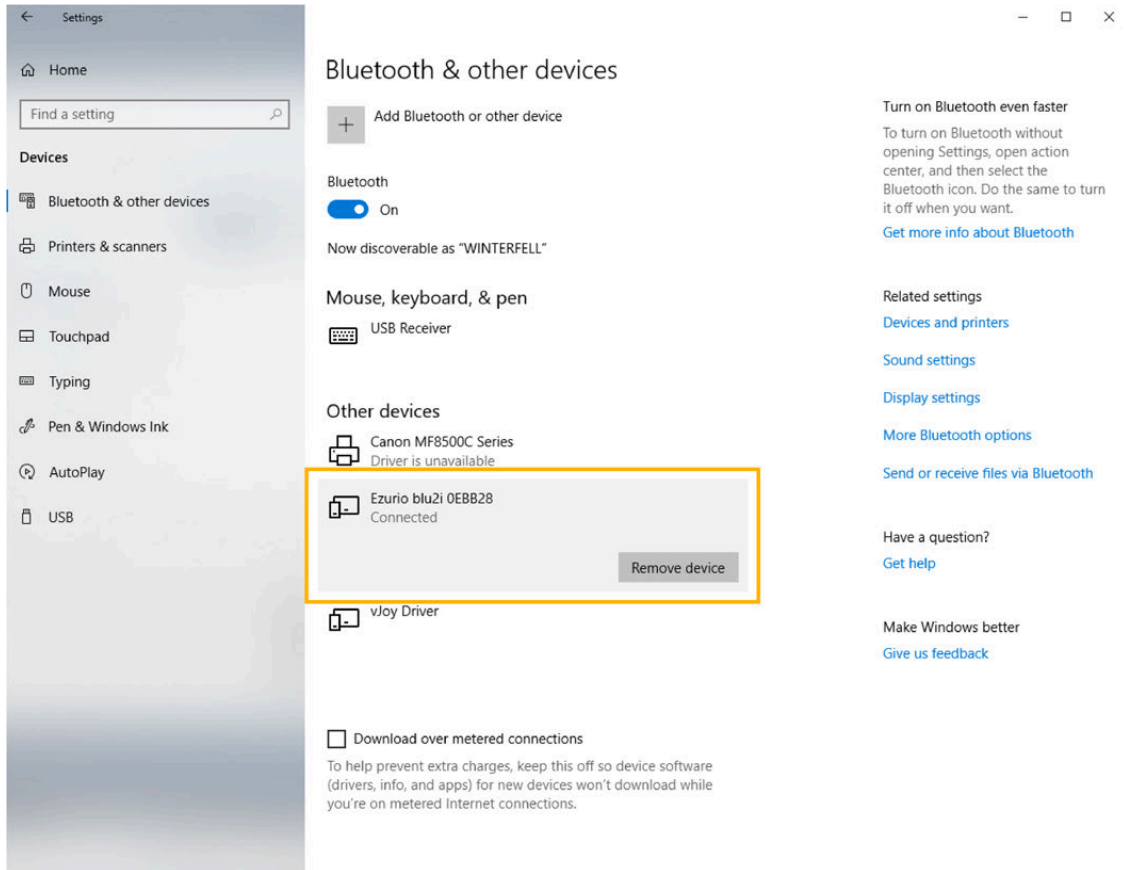 Settings
Home
Find a setting
Devices
Bluetooth & other devices
Printers & scanners
Mouse
Touchpad
Typing
Pen & Windows Ink
AutoPlay
USB
Bluetooth & other devices
Add Bluetooth or other device
Bluetooth
On
Now discoverable as “WINTERFELL”
Mouse, keyboard, & pen
USB Receiver
Other devices
Canon MF8500C Series
Driver is unavailable
Ezurio blu2i 0EBB28
Connected
Remove device
vJoy Driver
Download over metered connections
To help prevent extra charges, keep this off so device software
(drivers, info, and apps) for new devices won’t download while
you’re on metered Internet connections.
Turn on Bluetooth even faster
To turn on Bluetooth without
opening Settings, open action
center, and then select the
Bluetooth icon. Do the same to turn
it off when you want.
Get more info about Bluetooth
Related settings
Devices and printers
Sound settings
Display settings
More Bluetooth options
Send or receive files via Bluetooth
Have a question?
Get help
Make Windows better
Give us feedback